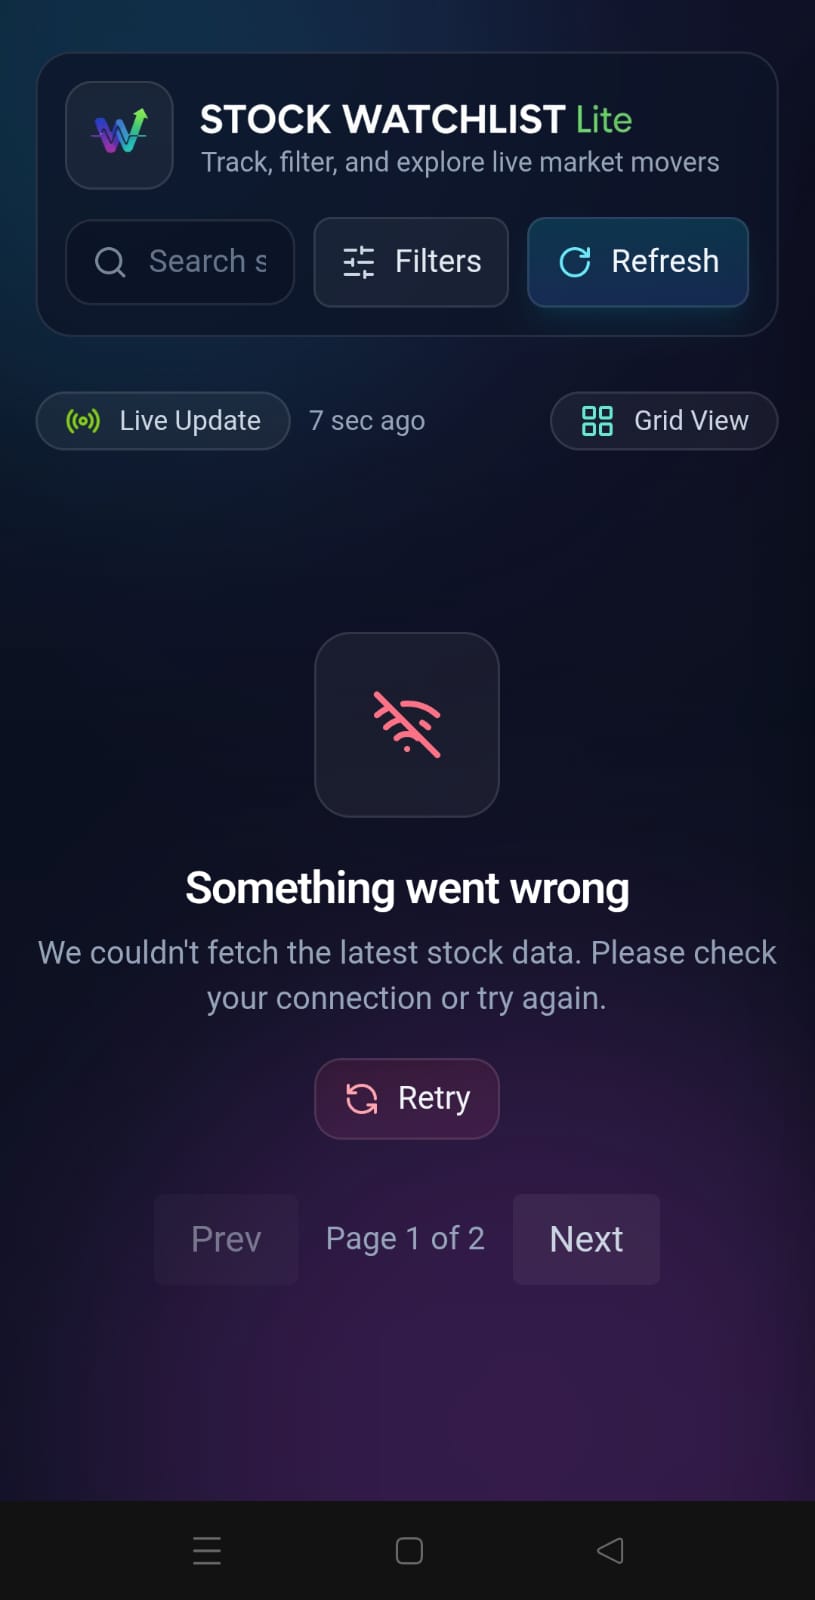 STOCK WATCHLIST Lite
Track, filter, and explore live market movers
Search s
Filters
Refresh
Live Update
7 sec ago
Grid View
Something went wrong
We couldn't fetch the latest stock data. Please check
your connection or try again.
Retry
Prev
Page 1 of 2
Next